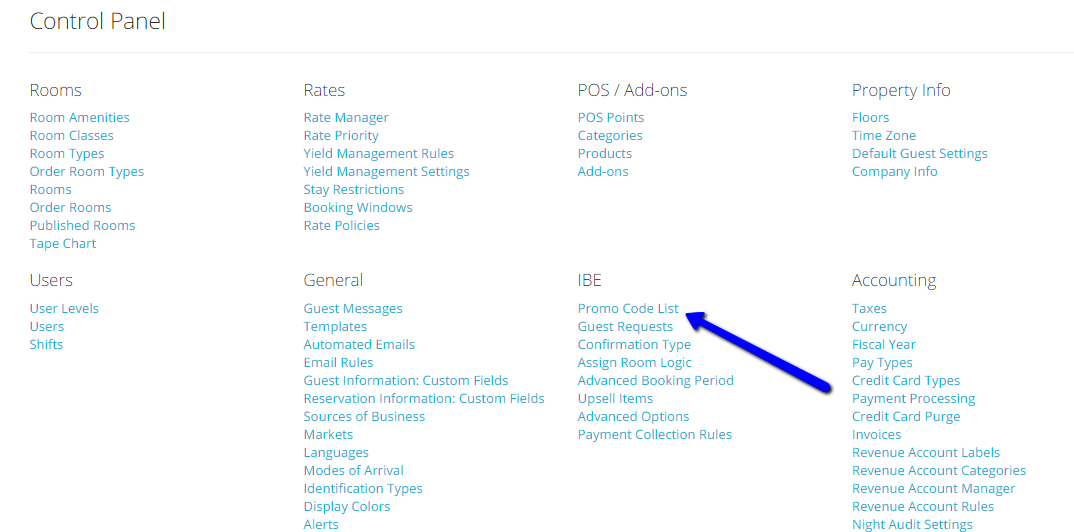 Control Panel
Rooms
Room Amenities
Room Classes
Room Types
Order Room Types
Rooms
Order Rooms
Published Rooms
Tape Chart
Rates
Rate Manager
Rate Priority
Yield Management Rules
Yield Management Settings
Stay Restrictions
Booking Windows
Rate Policies
POS / Add-ons
POS Points
Categories
Products
Add-ons
Property Info
Floors
Time Zone
Default Guest Settings
Company Info
Users
User Levels
Users
Shifts
General
Guest Messages
Templates
Automated Emails
Email Rules
Guest Information: Custom Fields
Reservation Information: Custom Fields
Sources of Business
Markets
Languages
Modes of Arrival
Identification Types
Display Colors
Alerts
IBE
Promo Code List
Guest Requests
Confirmation Type
Assign Room Logic
Advanced Booking Period
Upsell Items
Advanced Options
Payment Collection Rules
Accounting
Taxes
Currency
Fiscal Year
Pay Types
Credit Card Types
Payment Processing
Credit Card Purge
Invoices
Revenue Account Labels
Revenue Account Categories
Revenue Account Manager
Revenue Account Rules
Night Audit Settings